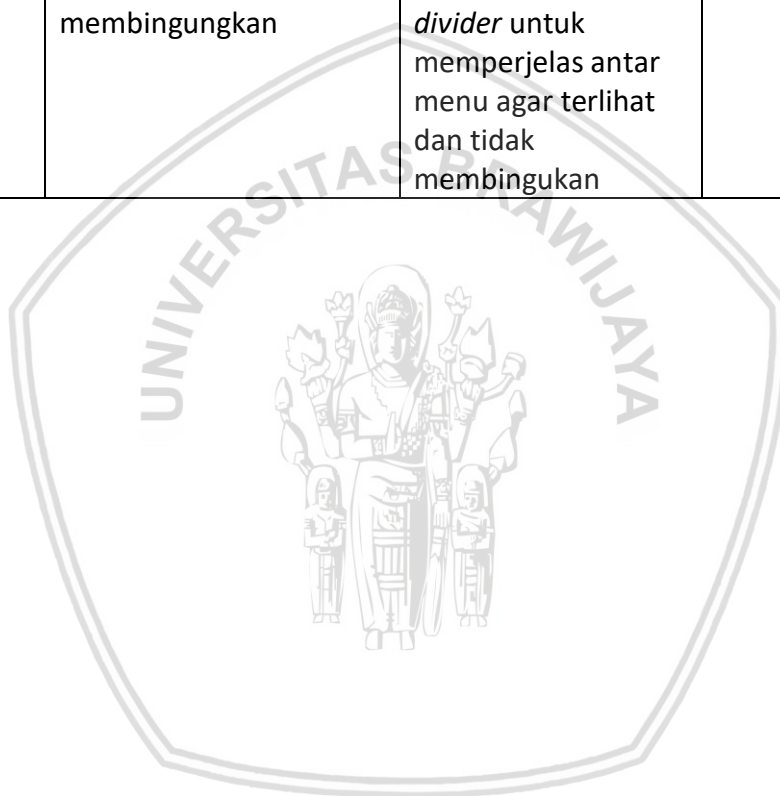 membingungkan
divider untuk
memperjelas antar
menu agar terlihat
dan tidak
membingukan
UNIVERSITAS BRAWIJAYA